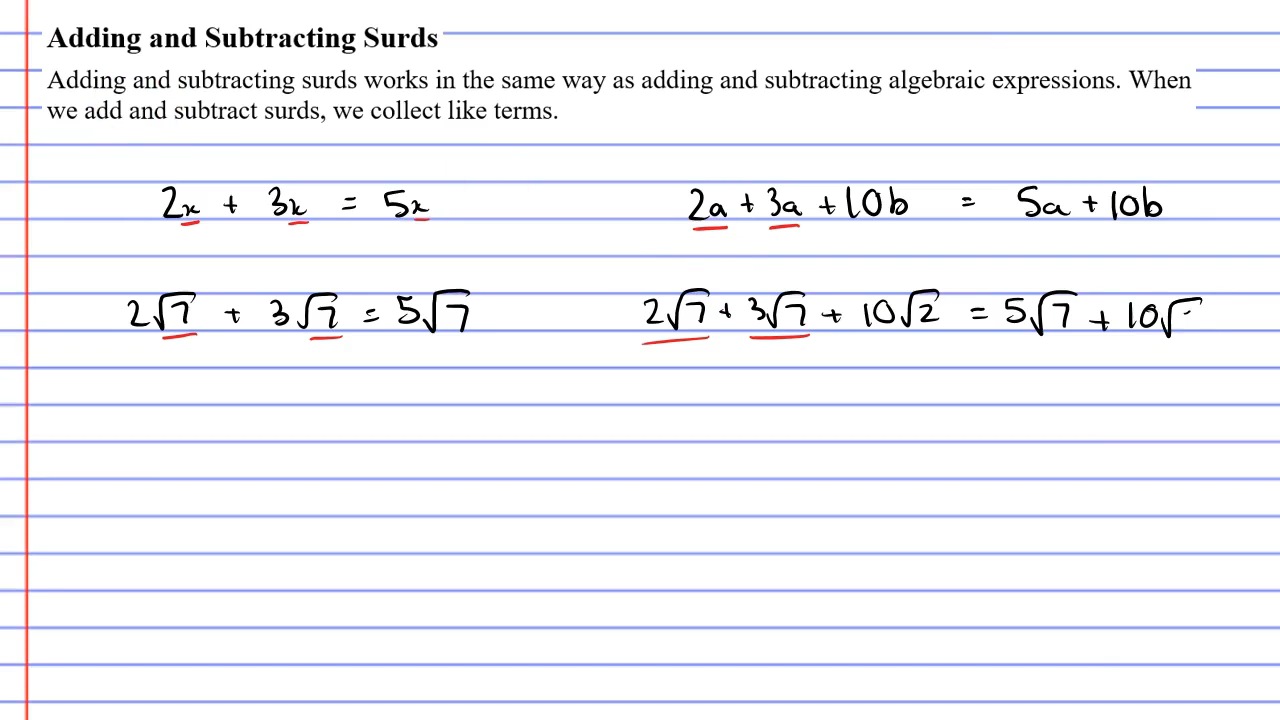 Adding and Subtracting Surds
Adding and subtracting surds works in the same way as adding and subtracting algebraic expressions. When
we add and subtract surds, we collect like terms.
2x + 3x = 5x
2a + 3a + 10b = 5a + 10b
2√7 + 3√7 = 5√7
2√7 + 3√7 + 10√2 = 5√7 + 10√